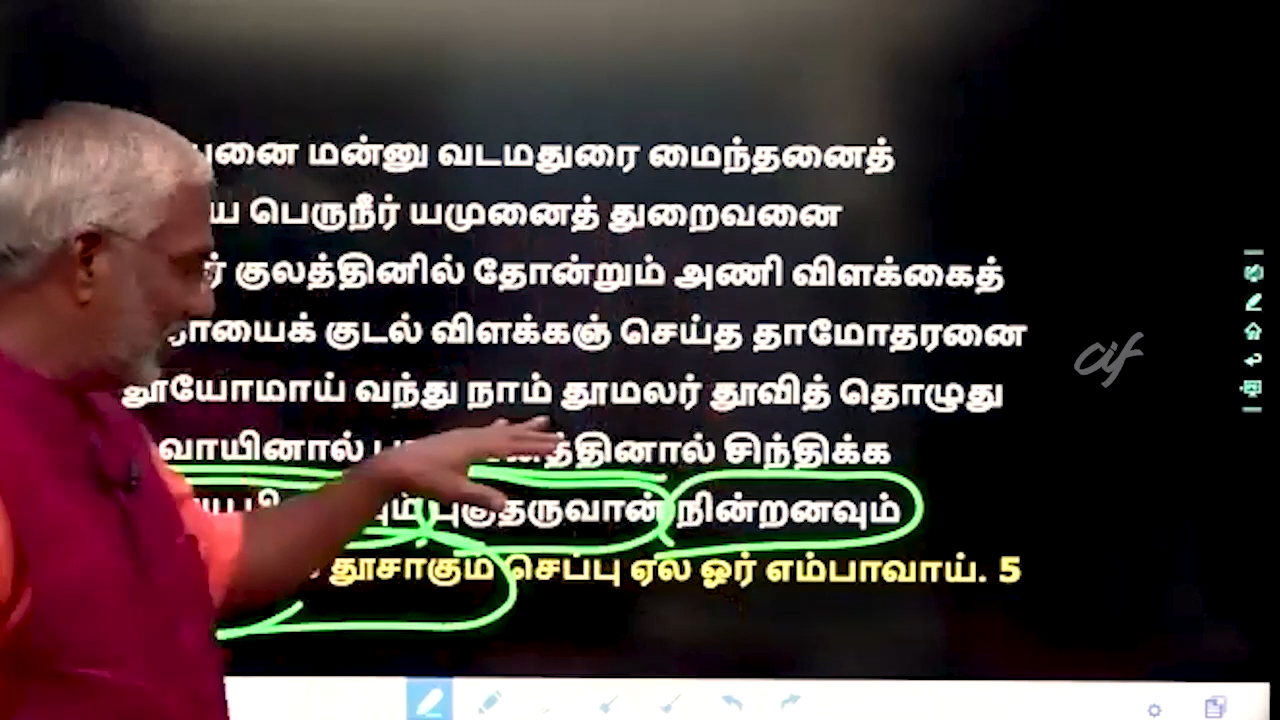 மன்னு வடமதுரை மைந்தனைத்
பெருநீர் யமுனைத் துறைவனை
குலத்தினில் தோன்றும் அணி விளக்கைத்
குடல் விளக்கஞ் செய்த தாமோதரனை
தூயோமாய் வந்து நாம் தூமலர் தூவித் தொழுது
சிந்திக்க
புகுதருவான் நின்றனவும்
தூசாகும் செப்பு ஏல் ஓர் எம்பாவாய். 5
cif